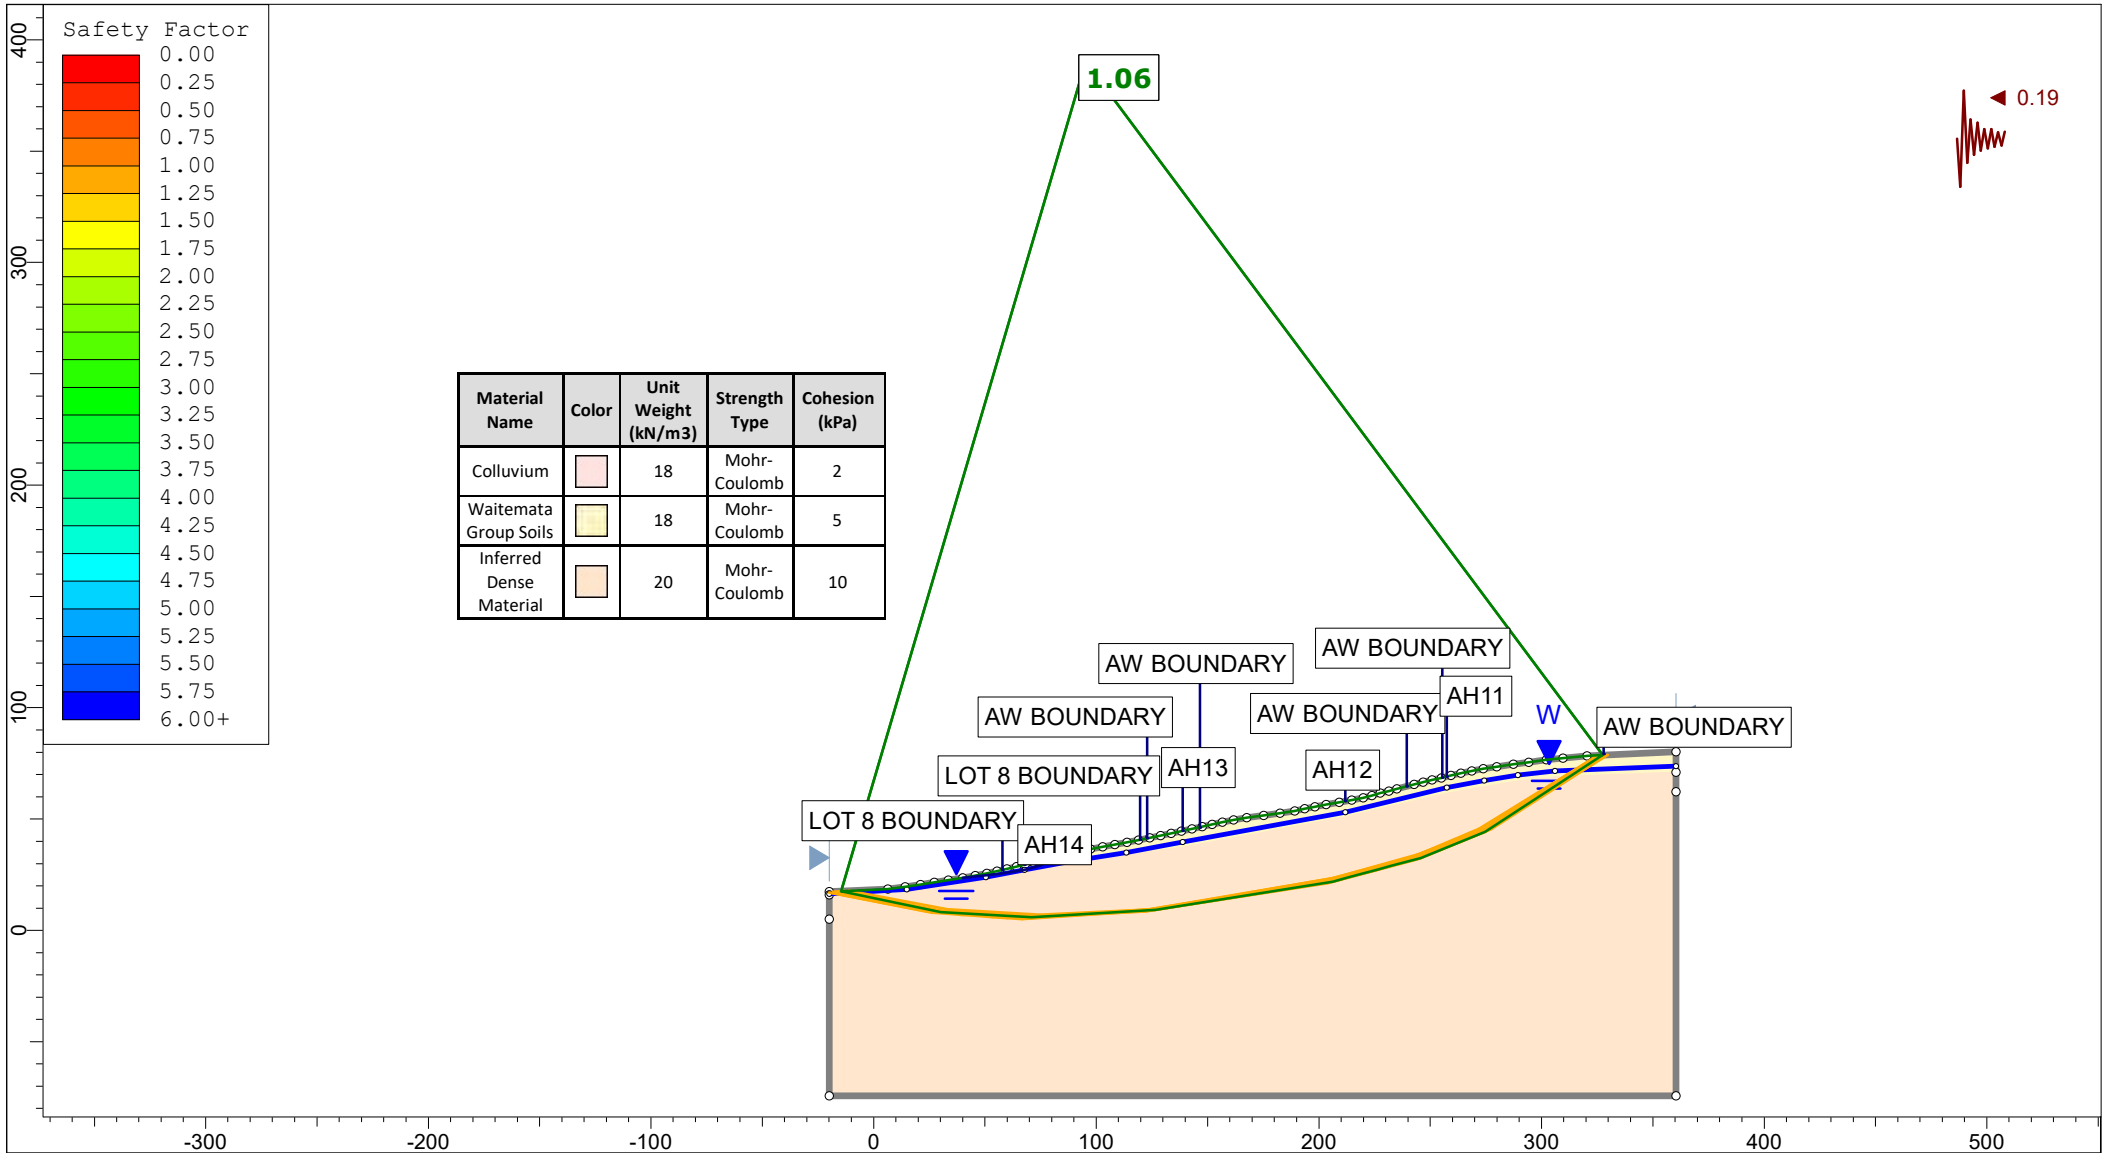 Safety Factor
0.00
0.25
0.50
0.75
1.00
1.25
1.50
1.75
2.00
2.25
2.50
2.75
3.00
3.25
3.50
3.75
4.00
4.25
4.50
4.75
5.00
5.25
5.50
5.75
6.00+
1.06
0.19
Material Name Color Unit Weight (kN/m3) Strength Type Cohesion (kPa)
Colluvium 18 Mohr-Coulomb 2
Waitemata Group Soils 18 Mohr-Coulomb 5
Inferred Dense Material 20 Mohr-Coulomb 10
AW BOUNDARY
AW BOUNDARY
AH11
AW BOUNDARY
AW BOUNDARY
W
AW BOUNDARY
LOT 8 BOUNDARY
AH13
AH12
LOT 8 BOUNDARY
AH14
400
300
200
100
0
-300
-200
-100
0
100
200
300
400
500